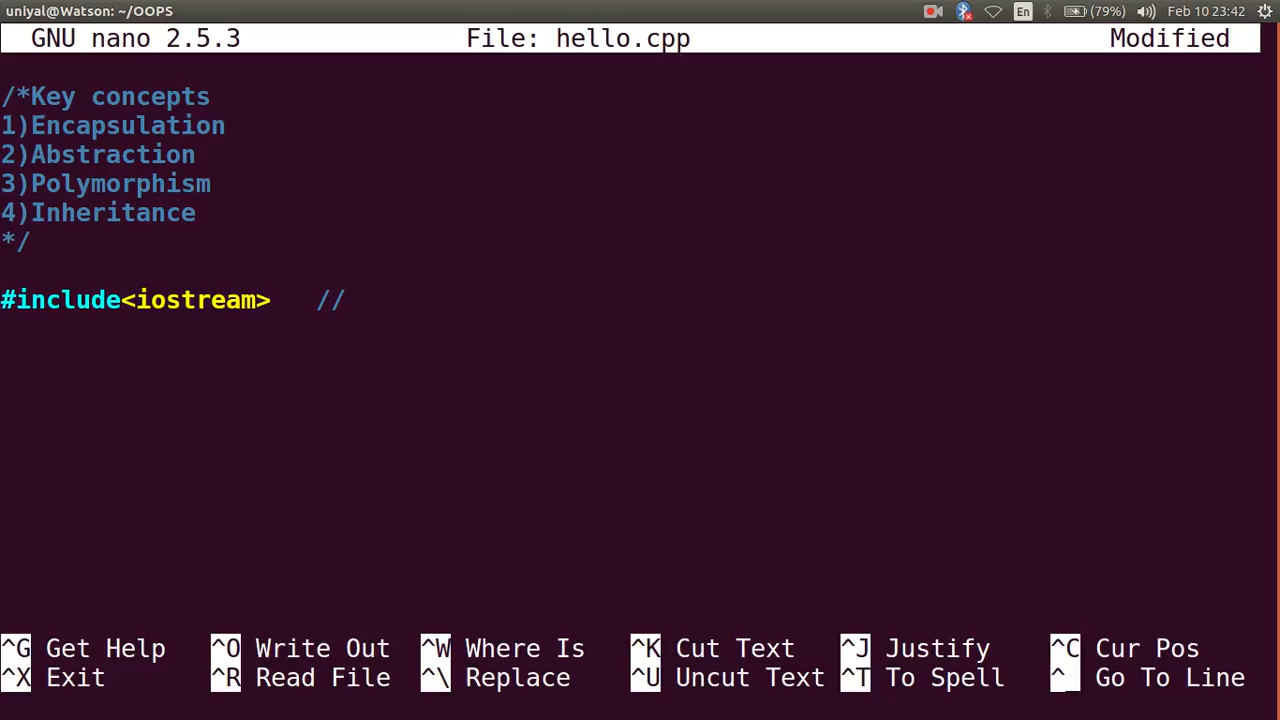 uniyal@Watson: ~/OOPS En (79%) Feb 10 23:42
GNU nano 2.5.3 File: hello.cpp Modified
/*Key concepts
1)Encapsulation
2)Abstraction
3)Polymorphism
4)Inheritance
*/
#include<iostream> //
^G Get Help ^O Write Out ^W Where Is ^K Cut Text ^J Justify ^C Cur Pos
^X Exit ^R Read File ^\ Replace ^U Uncut Text ^T To Spell ^_ Go To Line